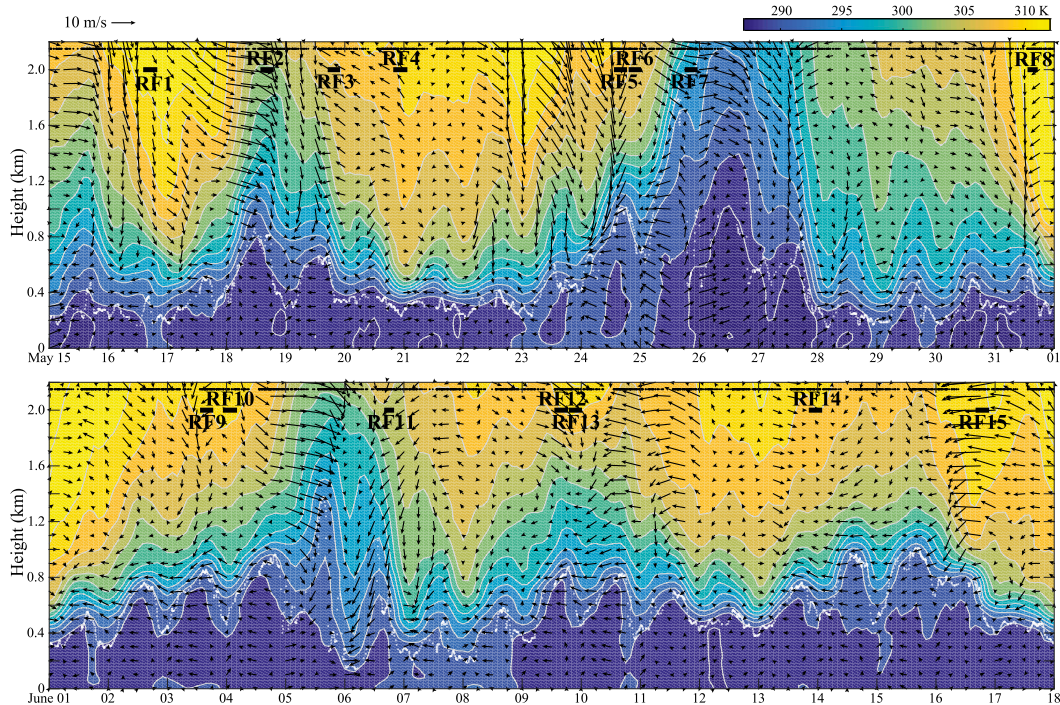 10 m/s
290 295 300 305 310 K
RF2 RF6 RF8
RF1 RF3 RF4 RF5 RF7
Height (km)
2.0
1.6
1.2
0.8
0.4
0
May 15 16 17 18 19 20 21 22 23 24 25 26 27 28 29 30 31 01
RF10 RF12 RF14
RF9 RF11 RF13 RF15
Height (km)
2.0
1.6
1.2
0.8
0.4
0
June 01 02 03 04 05 06 07 08 09 10 11 12 13 14 15 16 17 18